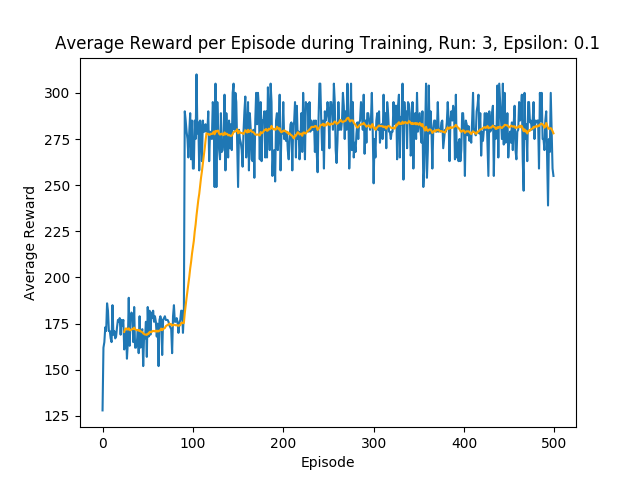 Average Reward per Episode during Training, Run: 3, Epsilon: 0.1
300
275
250
225
200
175
150
125
Average Reward
0 100 200 300 400 500
Episode